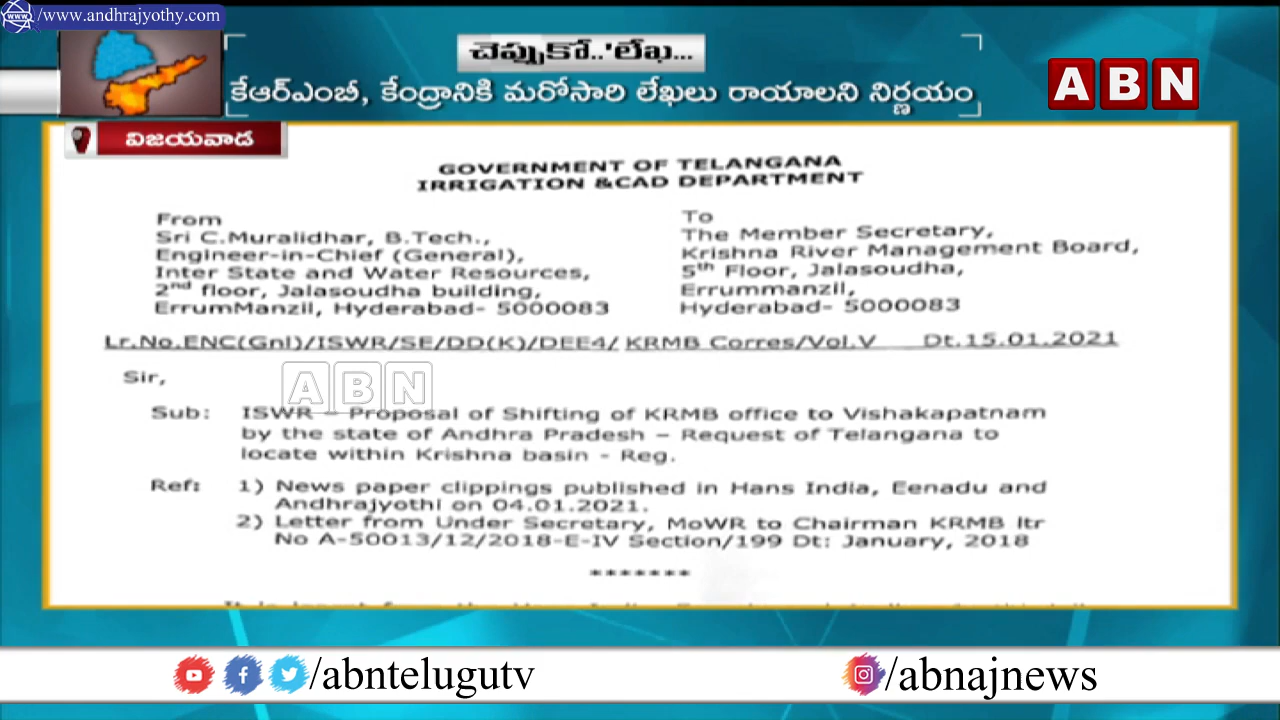 www.andhrajyothy.com
చెప్పుకో..'లేఖ...
కేఆర్ఎంబీ, కేంద్రానికి మరోసారి లేఖలు రాయాలని నిర్ణయం
ABN
విజయవాడ
GOVERNMENT OF TELANGANA
IRRIGATION &CAD DEPARTMENT
From
Sri C.Muralidhar, B.Tech.,
Engineer-in-Chief (General),
Inter State and Water Resources,
2nd floor, Jalasoudha building,
ErrumManzil, Hyderabad- 5000083
To
The Member Secretary,
Krishna River Management Board,
5th Floor, Jalasoudha,
Errummanzil,
Hyderabad- 5000083
Lr.No.ENC(Gnl)/ISWR/SE/DD(K)/DEE4/ KRMB Corres/Vol.V Dt.15.01.2021
Sir,
ABN
Sub: ISWR – Proposal of Shifting of KRMB office to Vishakapatnam
by the state of Andhra Pradesh – Request of Telangana to
locate within Krishna basin - Reg.
Ref: 1) News paper clippings published in Hans India, Eenadu and
Andhrajyothi on 04.01.2021.
2) Letter from Under Secretary, MoWR to Chairman KRMB ltr
No A-50013/12/2018-E-IV Section/199 Dt: January, 2018
*******
/abntelugutv
/abnajnews